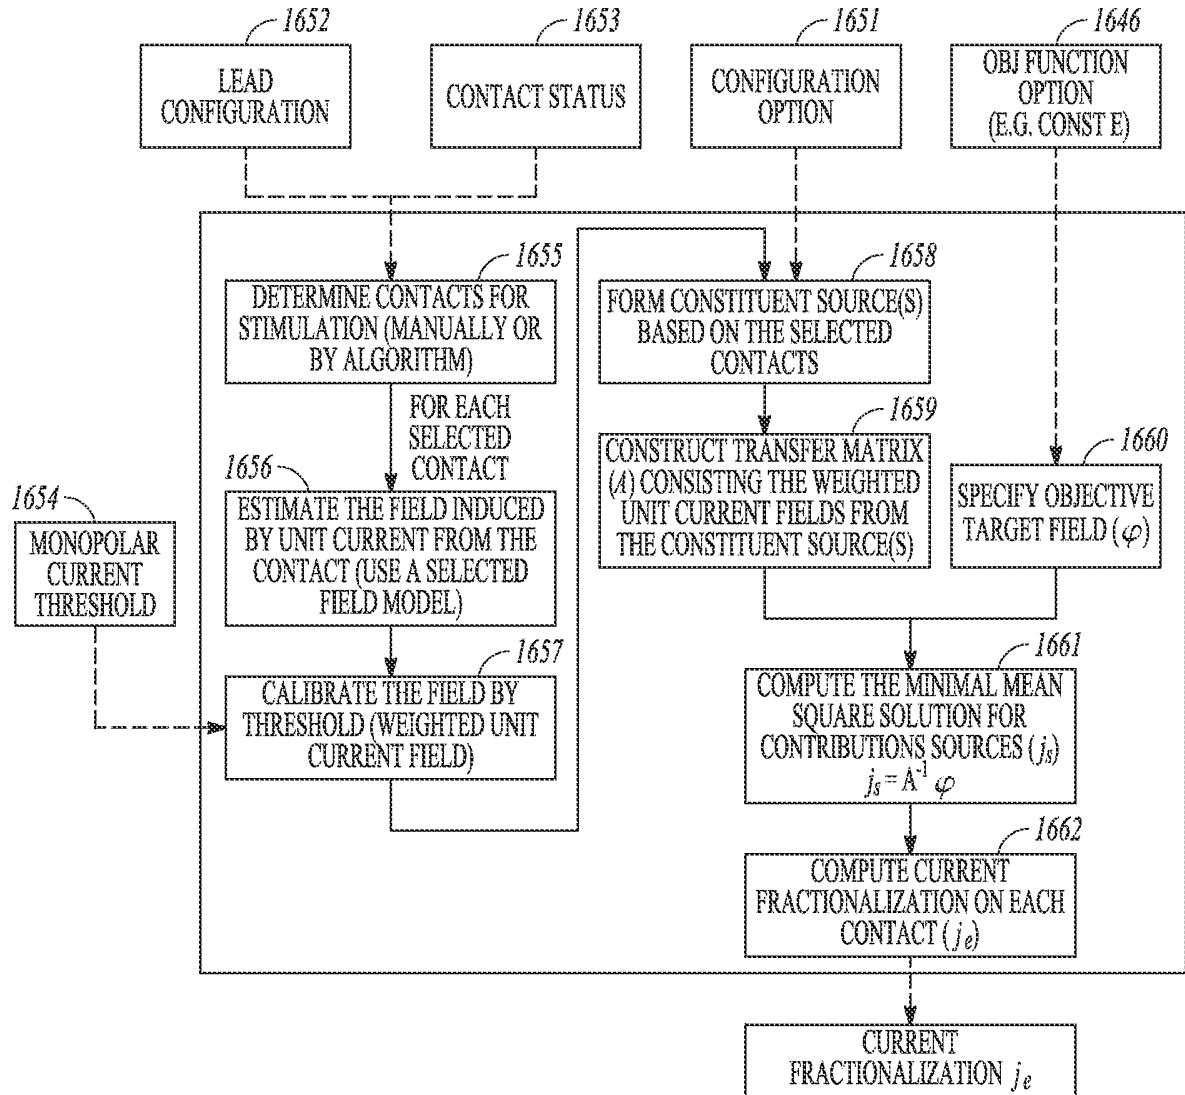 1652
LEAD
CONFIGURATION
1653
CONTACT STATUS
1651
CONFIGURATION
OPTION
1646
OBJ FUNCTION
OPTION
(E.G. CONST E)
1655
DETERMINE CONTACTS FOR
STIMULATION (MANUALLY OR
BY ALGORITHM)
FOR EACH
SELECTED
CONTACT
1656
ESTIMATE THE FIELD INDUCED
BY UNIT CURRENT FROM THE
CONTACT (USE A SELECTED
FIELD MODEL)
1654
MONOPOLAR
CURRENT
THRESHOLD
1657
CALIBRATE THE FIELD BY
THRESHOLD (WEIGHTED UNIT
CURRENT FIELD)
1658
FORM CONSTITUENT SOURCE(S)
BASED ON THE SELECTED
CONTACTS
1659
CONSTRUCT TRANSFER MATRIX
(A) CONSISTING THE WEIGHTED
UNIT CURRENT FIELDS FROM
THE CONSTITUENT SOURCE(S)
1660
SPECIFY OBJECTIVE
TARGET FIELD (φ)
1661
COMPUTE THE MINIMAL MEAN
SQUARE SOLUTION FOR
CONTRIBUTIONS SOURCES (js)
js = A⁻¹ φ
1662
COMPUTE CURRENT
FRACTIONALIZATION ON EACH
CONTACT (je)
CURRENT
FRACTIONALIZATION je